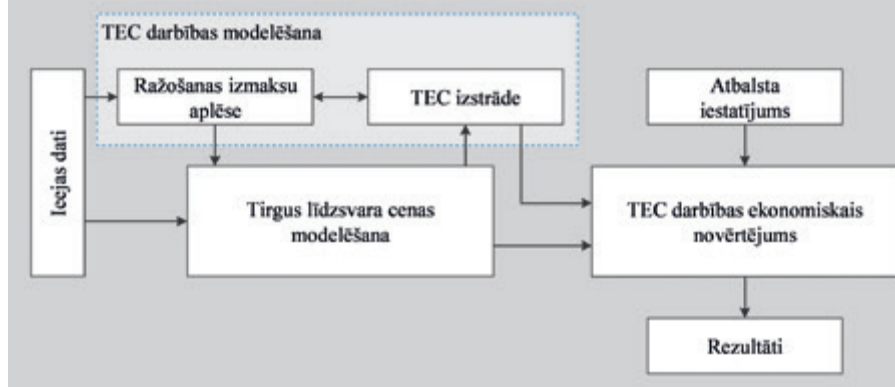 TEC darbības modelēšana
Ieejas dati
Ražošanas izmaksu
aplēse
TEC izstrāde
Atbalsta
iestatījums
Tirgus līdzsvara cenas
modelēšana
TEC darbības ekonomiskais
novērtējums
Rezultāti